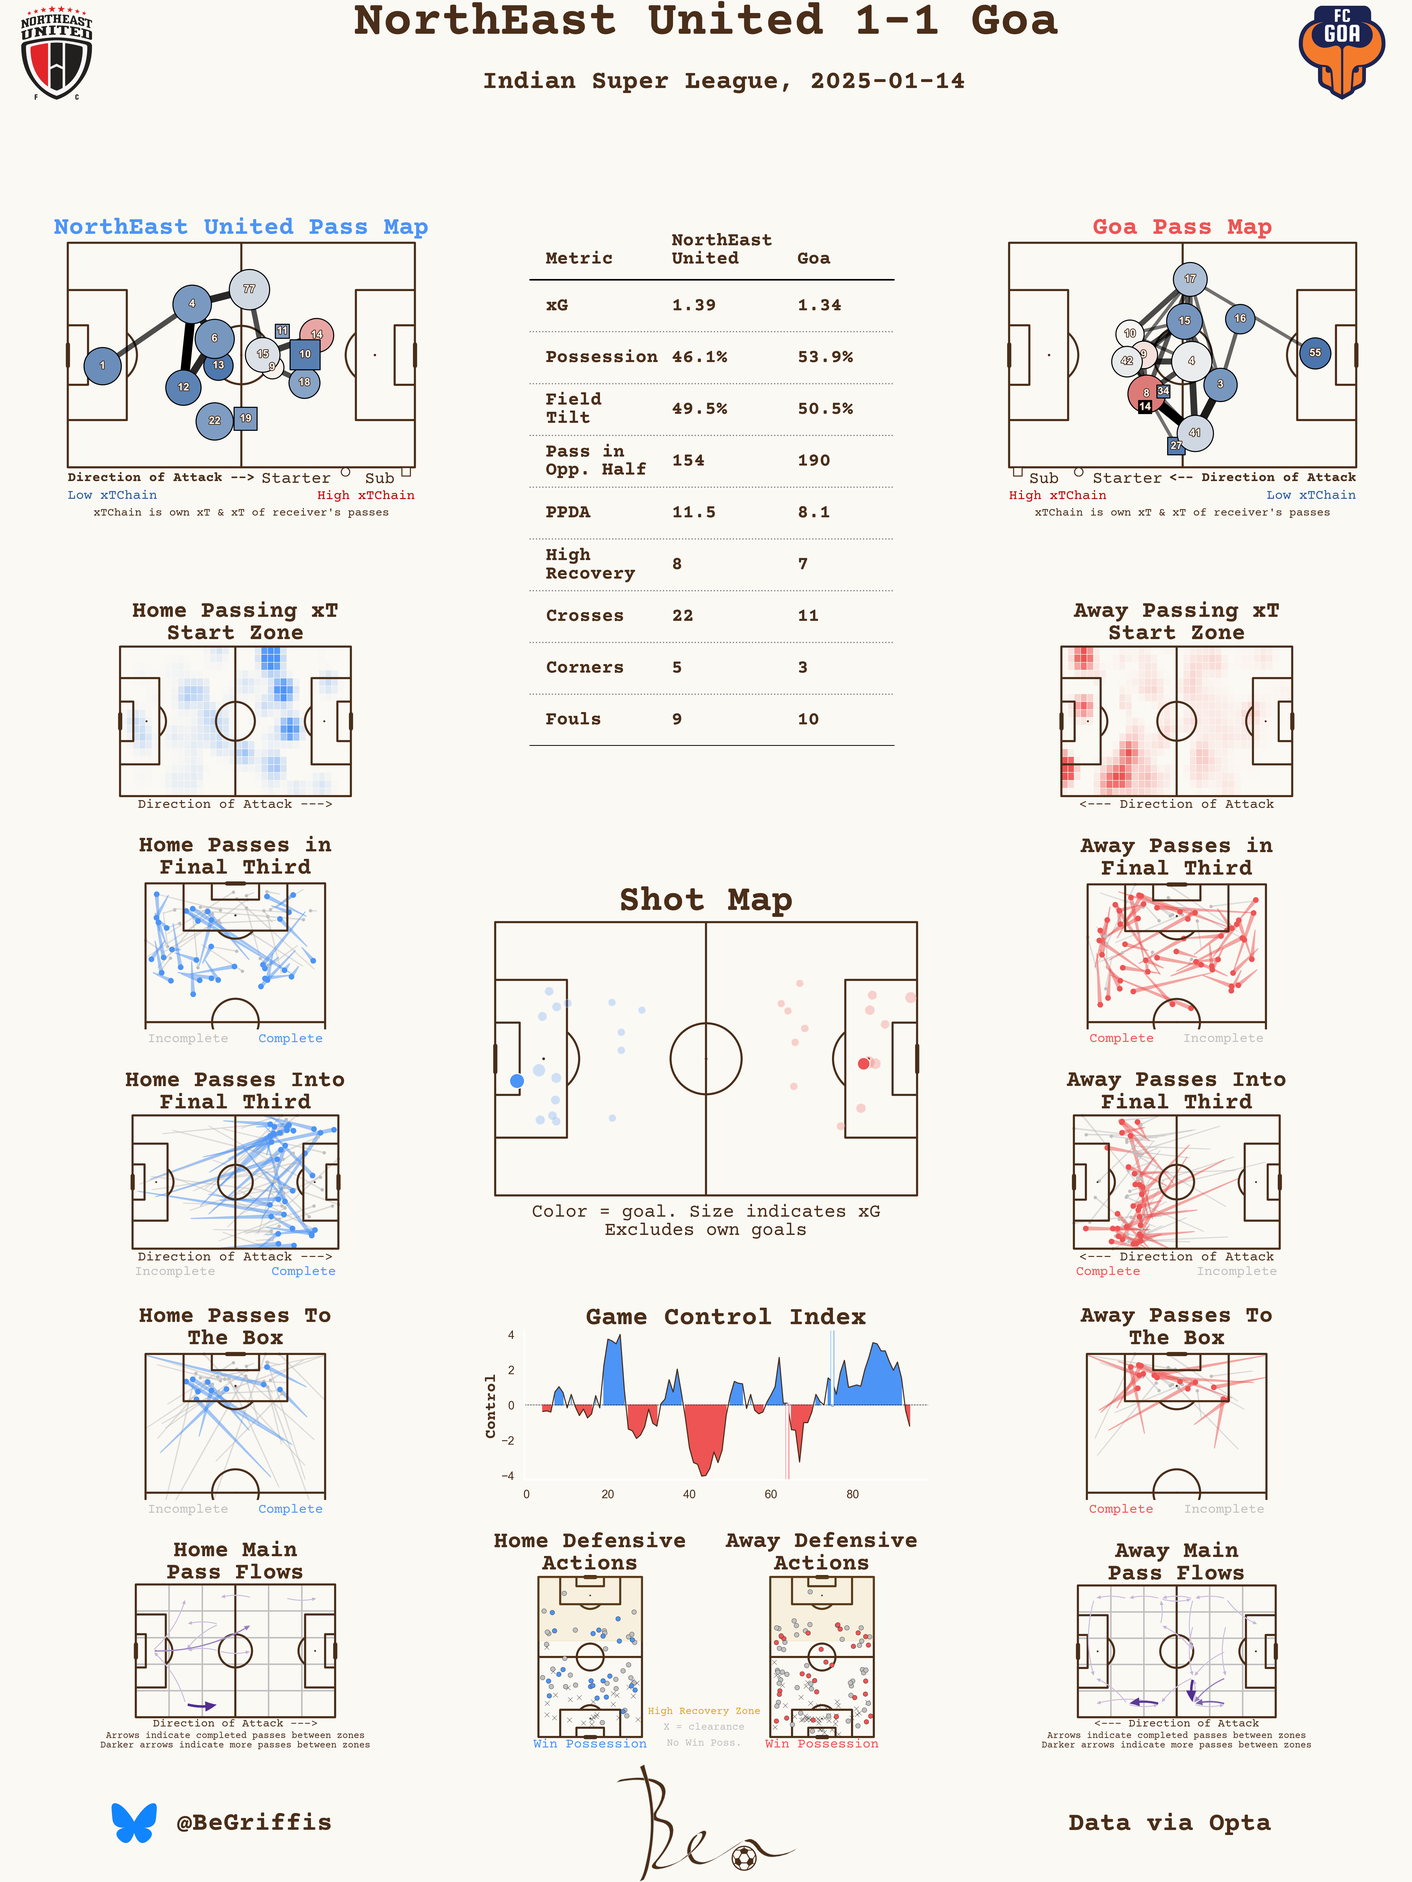 NorthEast United 1-1 Goa
Indian Super League, 2025-01-14
NORTHEAST
UNITED
F C
FC
GOA
NorthEast United Pass Map
4
77
6
11
14
15
10
1
13
9
12
18
22
19
Direction of Attack --> Starter Sub
Low xTChain High xTChain
xTChain is own xT & xT of receiver's passes
Metric NorthEast United Goa
xG 1.39 1.34
Possession 46.1% 53.9%
Field Tilt 49.5% 50.5%
Pass in Opp. Half 154 190
PPDA 11.5 8.1
High Recovery 8 7
Crosses 22 11
Corners 5 3
Fouls 9 10
Goa Pass Map
17
10
15
16
42
9
4
55
8
34
3
14
41
27
Sub Starter <-- Direction of Attack
High xTChain Low xTChain
xTChain is own xT & xT of receiver's passes
Home Passing xT
Start Zone
Direction of Attack --->
Away Passing xT
Start Zone
<--- Direction of Attack
Home Passes in
Final Third
Incomplete Complete
Away Passes in
Final Third
Complete Incomplete
Shot Map
Color = goal. Size indicates xG
Excludes own goals
Home Passes Into
Final Third
Direction of Attack --->
Incomplete Complete
Away Passes Into
Final Third
<--- Direction of Attack
Complete Incomplete
Home Passes To
The Box
Incomplete Complete
Game Control Index
Control
4
2
0
−2
−4
0 20 40 60 80
Away Passes To
The Box
Complete Incomplete
Home Main
Pass Flows
Direction of Attack --->
Arrows indicate completed passes between zones
Darker arrows indicate more passes between zones
Home Defensive
Actions
Win Possession
Away Defensive
Actions
Win Possession
High Recovery Zone
X = clearance
No Win Poss.
Away Main
Pass Flows
<--- Direction of Attack
Arrows indicate completed passes between zones
Darker arrows indicate more passes between zones
@BeGriffis
Ben
Data via Opta